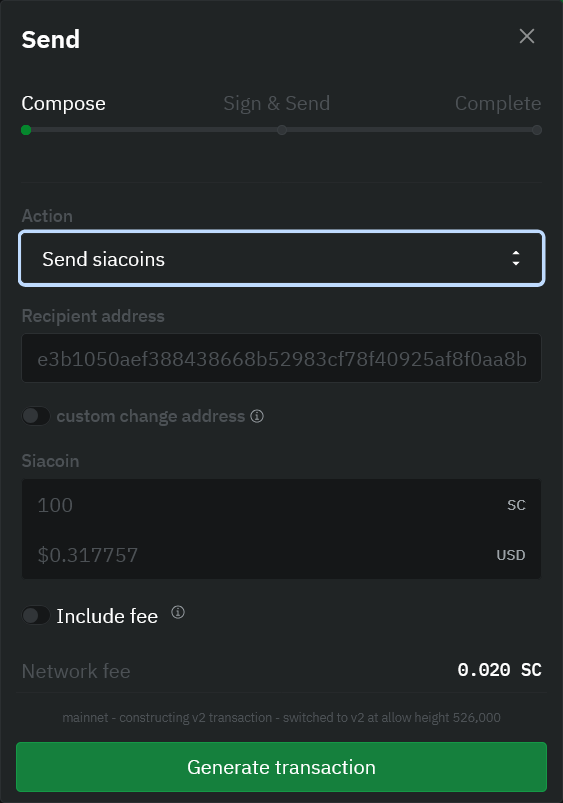 Send
Compose Sign & Send Complete
Action
Send siacoins
Recipient address
e3b1050aef388438668b52983cf78f40925af8f0aa8b
custom change address
Siacoin
100 SC
$0.317757 USD
Include fee
Network fee 0.020 SC
mainnet - constructing v2 transaction - switched to v2 at allow height 526,000
Generate transaction